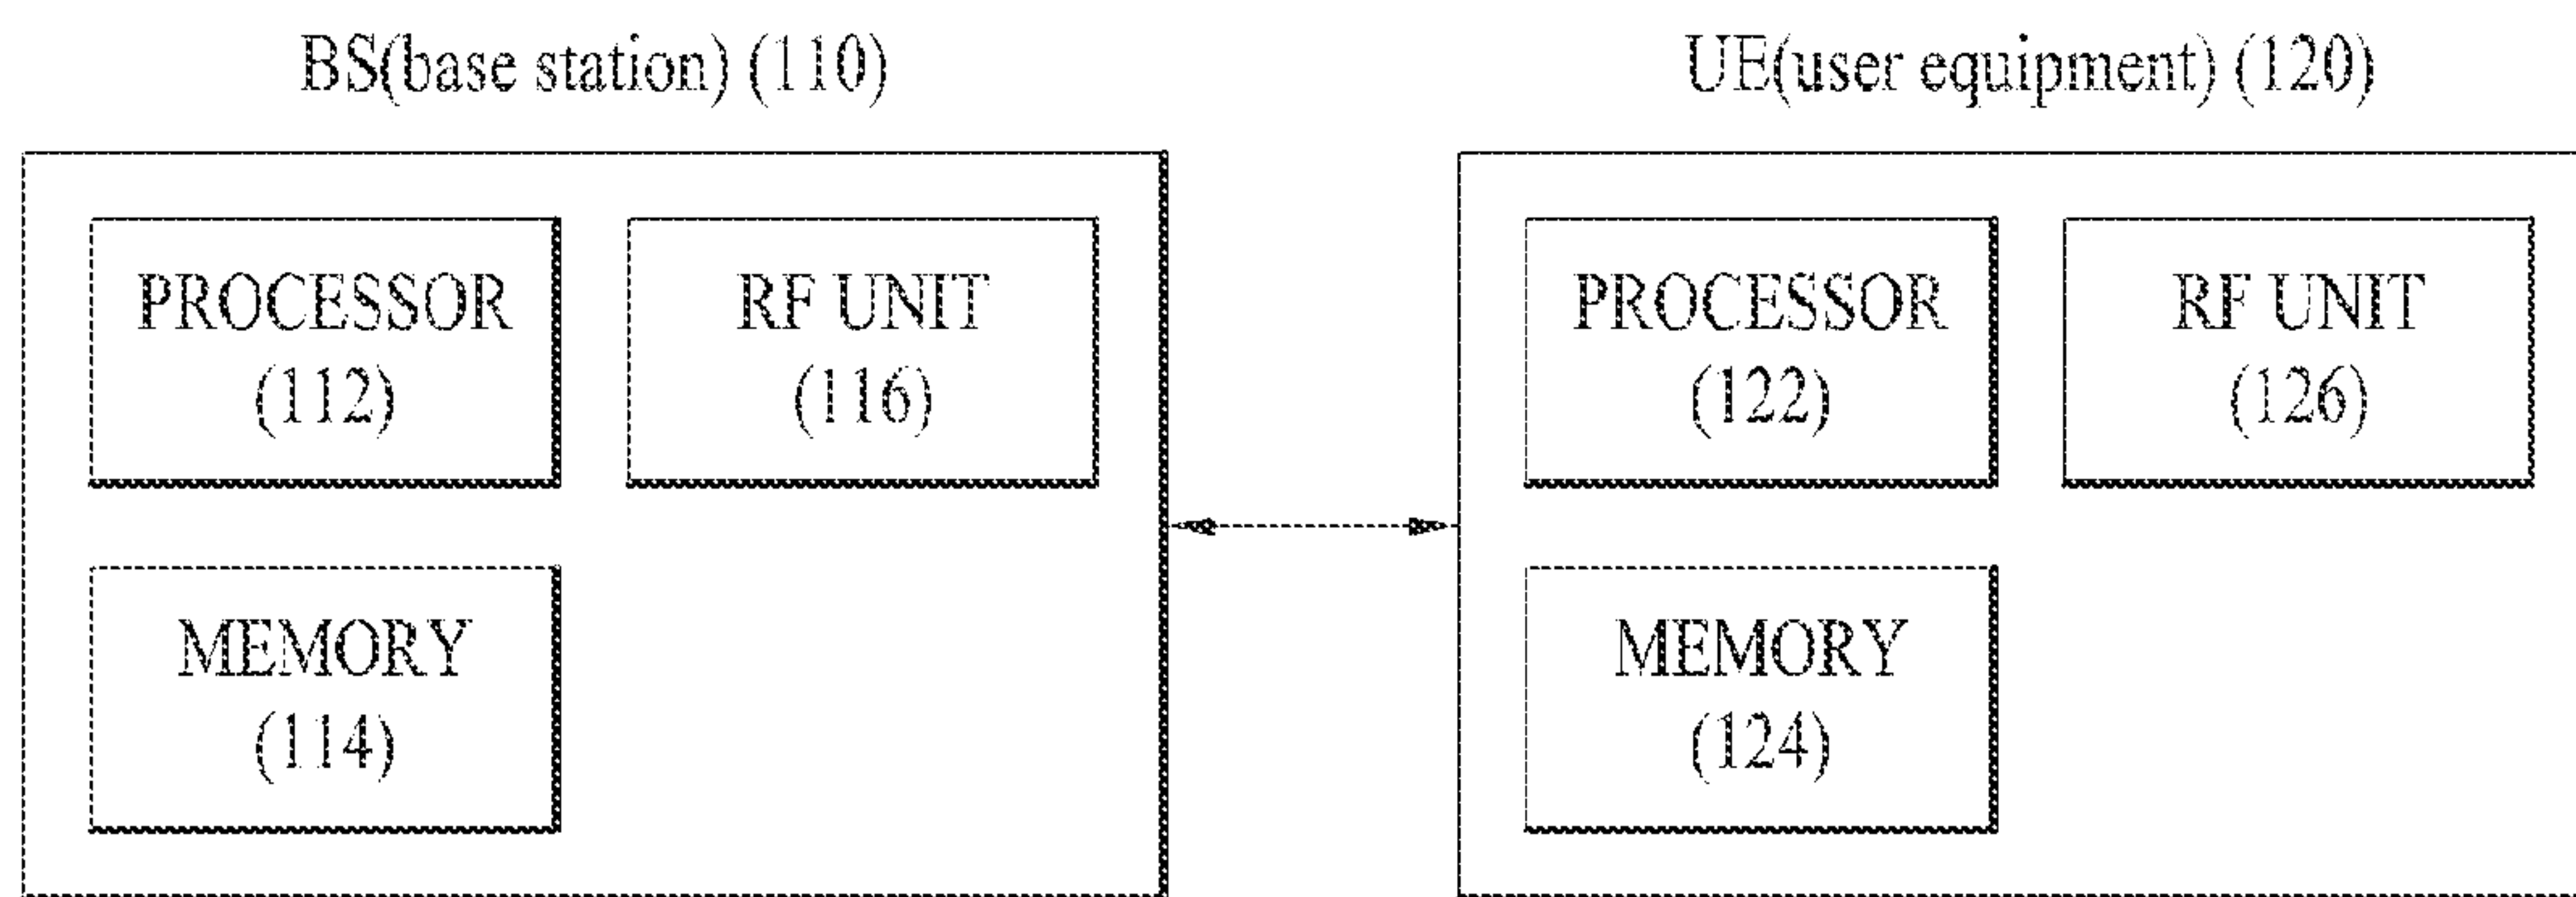 BS(base station) (110)
PROCESSOR
(112)
RF UNIT
(116)
MEMORY
(114)
UE(user equipment) (120)
PROCESSOR
(122)
RF UNIT
(126)
MEMORY
(124)